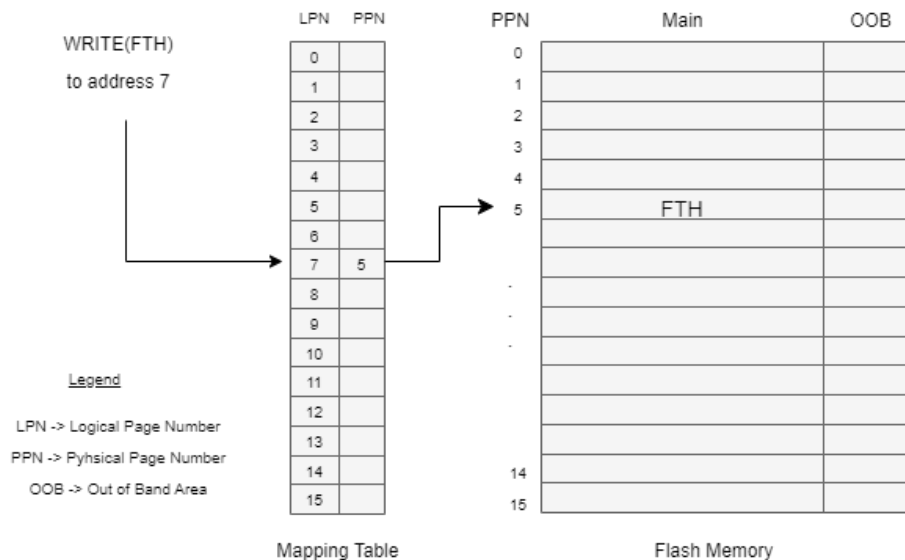 WRITE(FTH)
to address 7
LPN PPN
0
1
2
3
4
5
6
7 5
8
9
10
11
12
13
14
15
Mapping Table
PPN Main OOB
0
1
2
3
4
5 FTH
.
.
.
14
15
Flash Memory
Legend
LPN -> Logical Page Number
PPN -> Pyhsical Page Number
OOB -> Out of Band Area